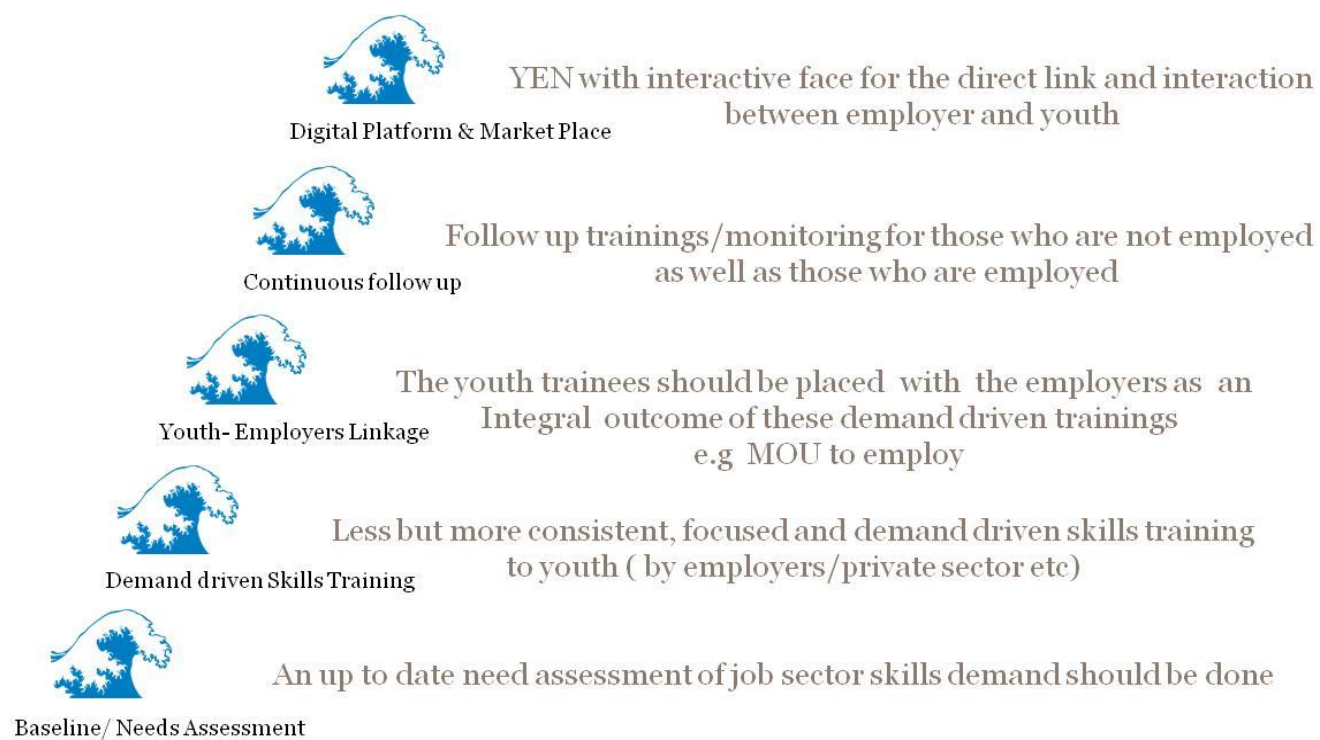 YEN with interactive face for the direct link and interaction
between employer and youth
Digital Platform & Market Place
Follow up trainings/monitoring for those who are not employed
as well as those who are employed
Continuous follow up
The youth trainees should be placed with the employers as an
Integral outcome of these demand driven trainings
e.g MOU to employ
Youth- Employers Linkage
Less but more consistent, focused and demand driven skills training
to youth ( by employers/private sector etc)
Demand driven Skills Training
An up to date need assessment of job sector skills demand should be done
Baseline/ Needs Assessment